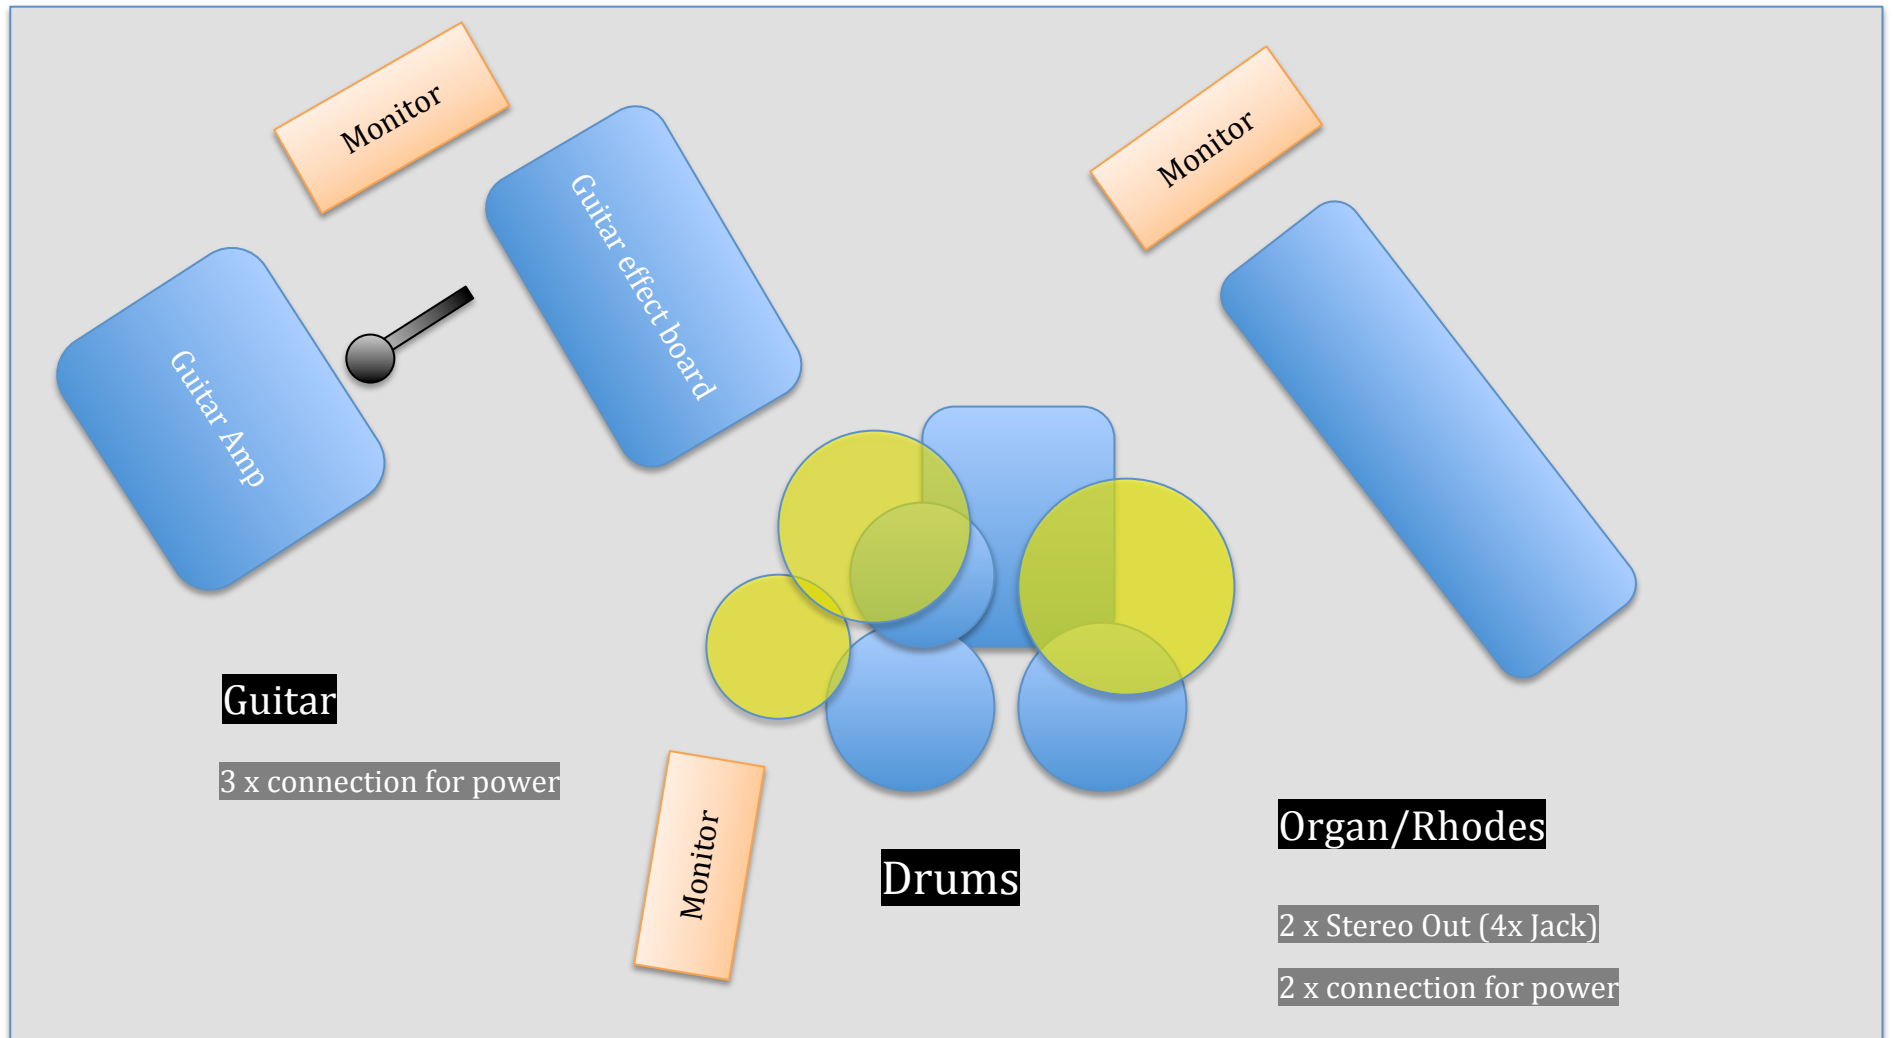 Monitor
Monitor
Guitar effect board
Guitar Amp
Guitar
3 x connection for power
Monitor
Drums
Organ/Rhodes
2 x Stereo Out (4x Jack)
2 x connection for power